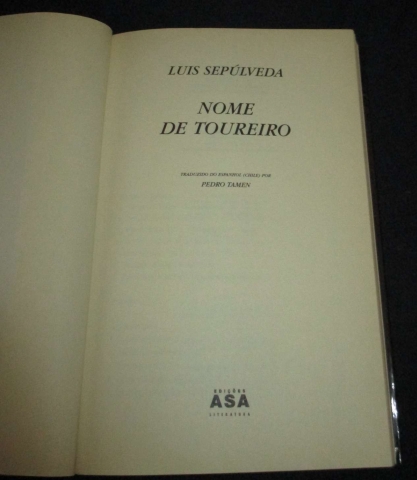 LUIS SEPÚLVEDA
NOME
DE TOUREIRO
TRADUZIDO DO ESPANHOL (CHILE) POR
PEDRO TAMEN
EDIÇÕES
ASA
LITERATURA